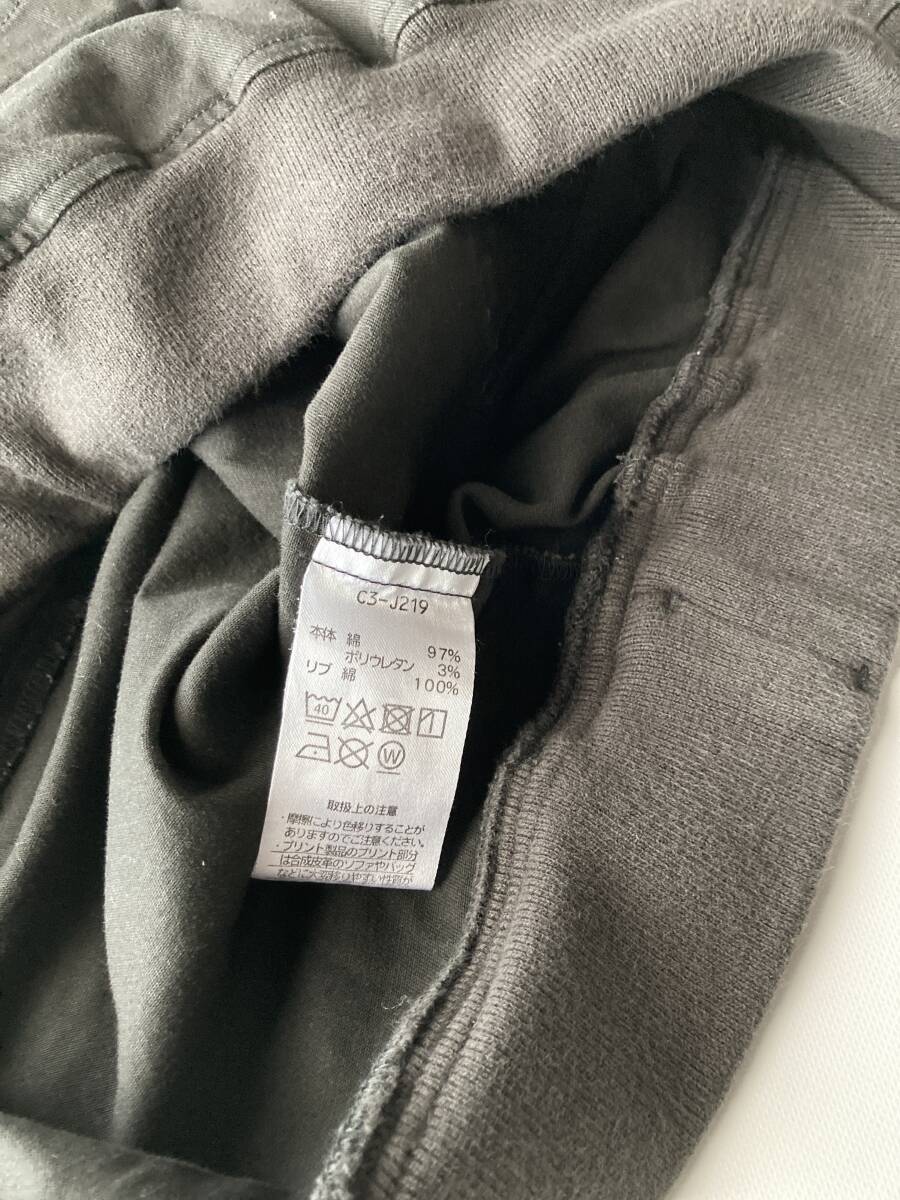 C3-J219
本体 綿 97%
ポリウレタン 3%
リブ 綿 100%
40
W
取扱上の注意
・摩擦により色移りすることが
ありますのでご注意ください。
・プリント製品のプリント部分
は合成皮革のソファやバッグ
などに大変移りやすい性質が